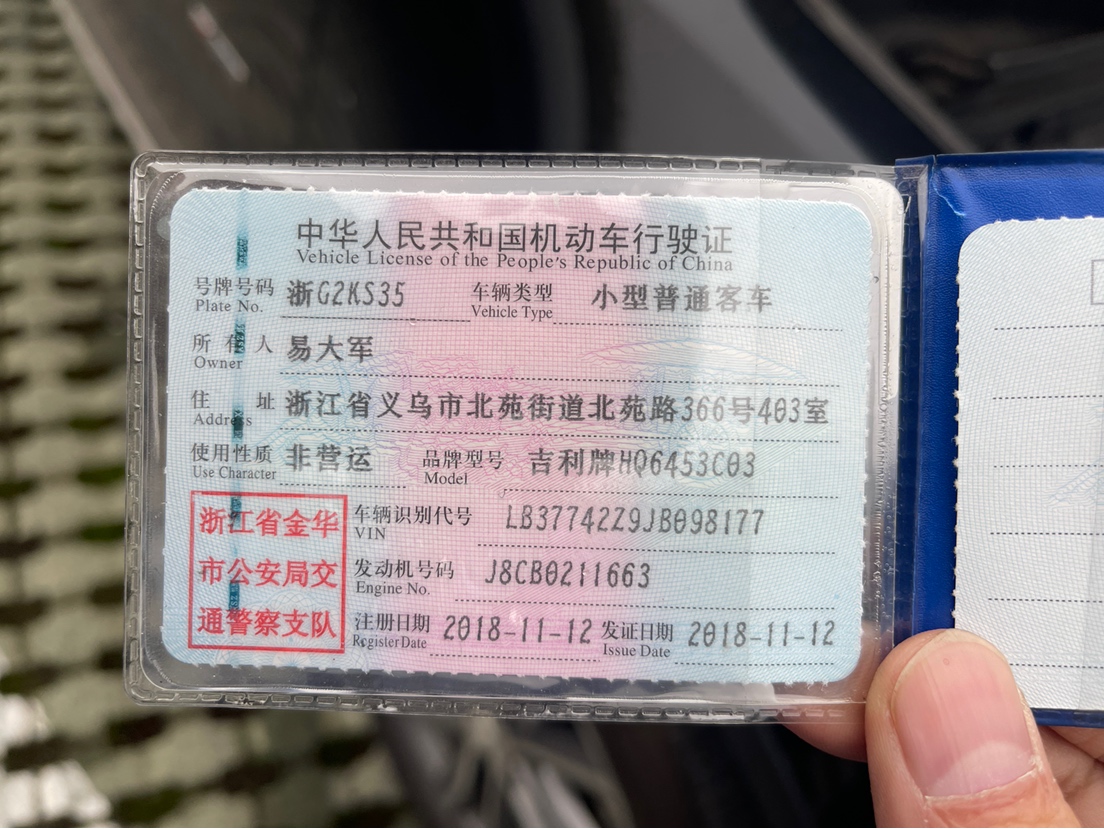 中华人民共和国机动车行驶证
Vehicle License of the People's Republic of China
号牌号码 浙G2KS35 车辆类型 小型普通客车
Plate No. Vehicle Type
所有人 易大军
Owner
住址 浙江省义乌市北苑街道北苑路366号403室
Address
使用性质 非营运 品牌型号 吉利牌HQ6453C03
Use Character Model
浙江省金华
市公安局交
通警察支队
车辆识别代号 LB37742Z9JB098177
VIN
发动机号码 J8CB0211663
Engine No.
注册日期 2018-11-12 发证日期 2018-11-12
Register Date Issue Date